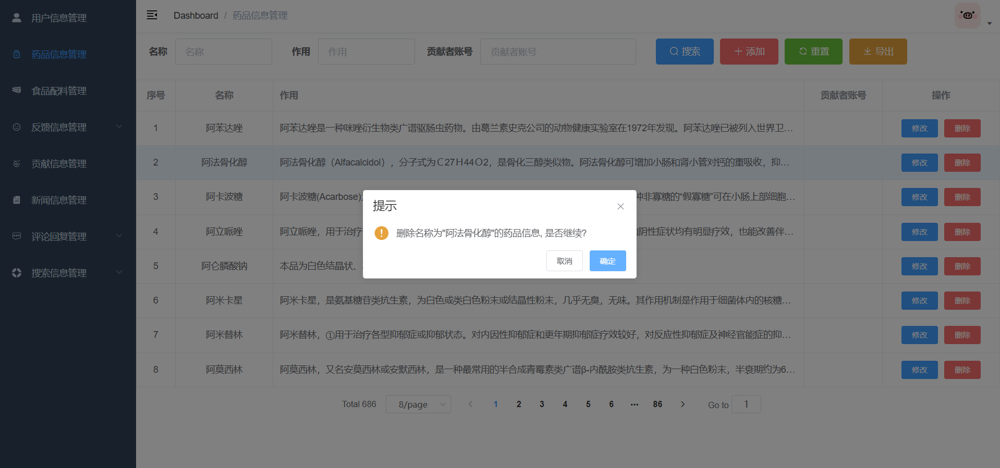 用户信息管理
药品信息管理
食品配料管理
反馈信息管理
贡献信息管理
新闻信息管理
评论回复管理
搜索信息管理
Dashboard / 药品信息管理
名称 名称 作用 作用 贡献者账号 贡献者账号 搜索 添加 重置 导出
序号 名称 作用 贡献者账号 操作
1 阿苯达唑 阿苯达唑是一种咪唑衍生物类广谱驱肠虫药物。由葛兰素史克公司的动物健康实验室在1972年发现。阿苯达唑已被列入世界卫... 修改 删除
2 阿法骨化醇 阿法骨化醇（Alfacalcidol），分子式为C27H44O2，是骨化三醇类似物。阿法骨化醇可增加小肠和肾小管对钙的重吸收，抑... 修改 删除
3 阿卡波糖 阿卡波糖(Acarbose) 种非寡糖的“假寡糖”可在小肠上部细胞... 修改 删除
4 阿立哌唑 阿立哌唑，用于治疗 阴性症状均有明显疗效，也能改善伴... 修改 删除
5 阿仑膦酸钠 本品为白色结晶状、 修改 删除
6 阿米卡星 阿米卡星，是氨基糖苷类抗生素，为白色或类白色粉末或结晶性粉末，几乎无臭，无味。其作用机制是作用于细菌体内的核糖... 修改 删除
7 阿米替林 阿米替林，①用于治疗各型抑郁症或抑郁状态。对内因性抑郁症和更年期抑郁症疗效较好，对反应性抑郁症及神经官能症的抑... 修改 删除
8 阿莫西林 阿莫西林，又名安莫西林或安默西林，是一种最常用的半合成青霉素类广谱β-内酰胺类抗生素，为一种白色粉末，半衰期约为6... 修改 删除
提示
删除名称为"阿法骨化醇"的药品信息, 是否继续?
取消 确定
Total 686 8/page 1 2 3 4 5 6 ··· 86 Go to 1